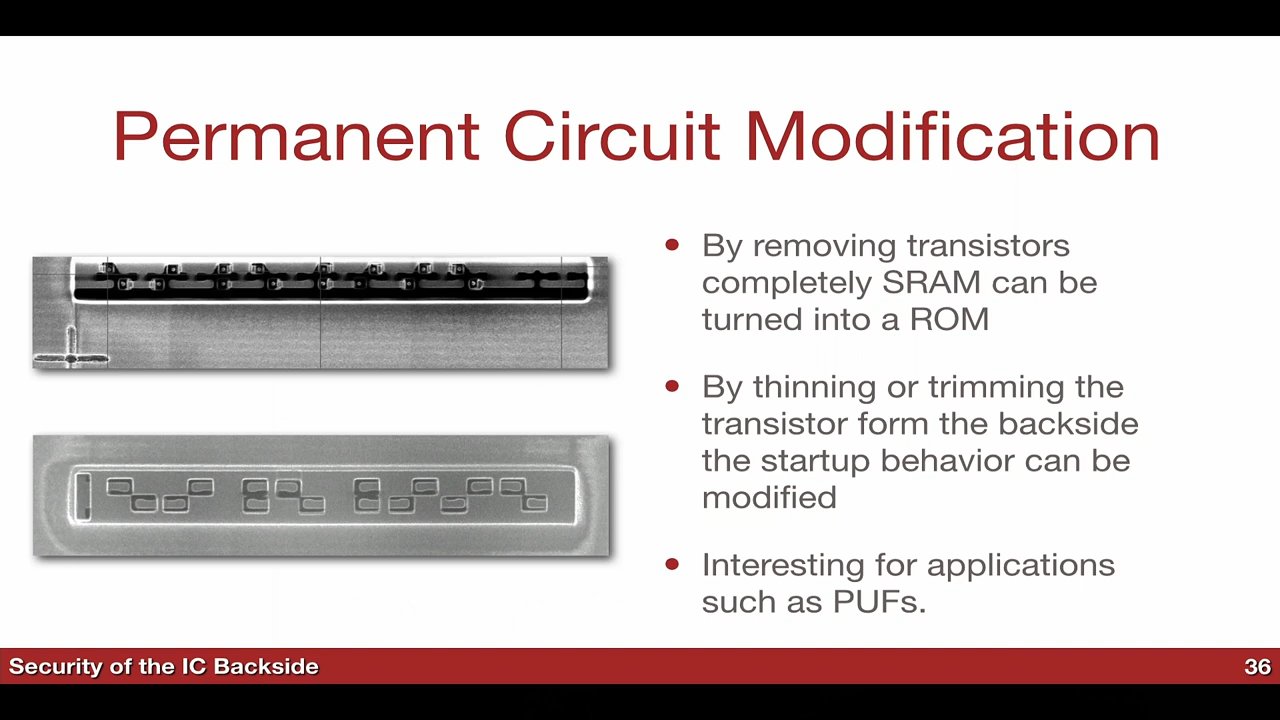 Permanent Circuit Modification
• By removing transistors
completely SRAM can be
turned into a ROM
• By thinning or trimming the
transistor form the backside
the startup behavior can be
modified
• Interesting for applications
such as PUFs.
Security of the IC Backside
36